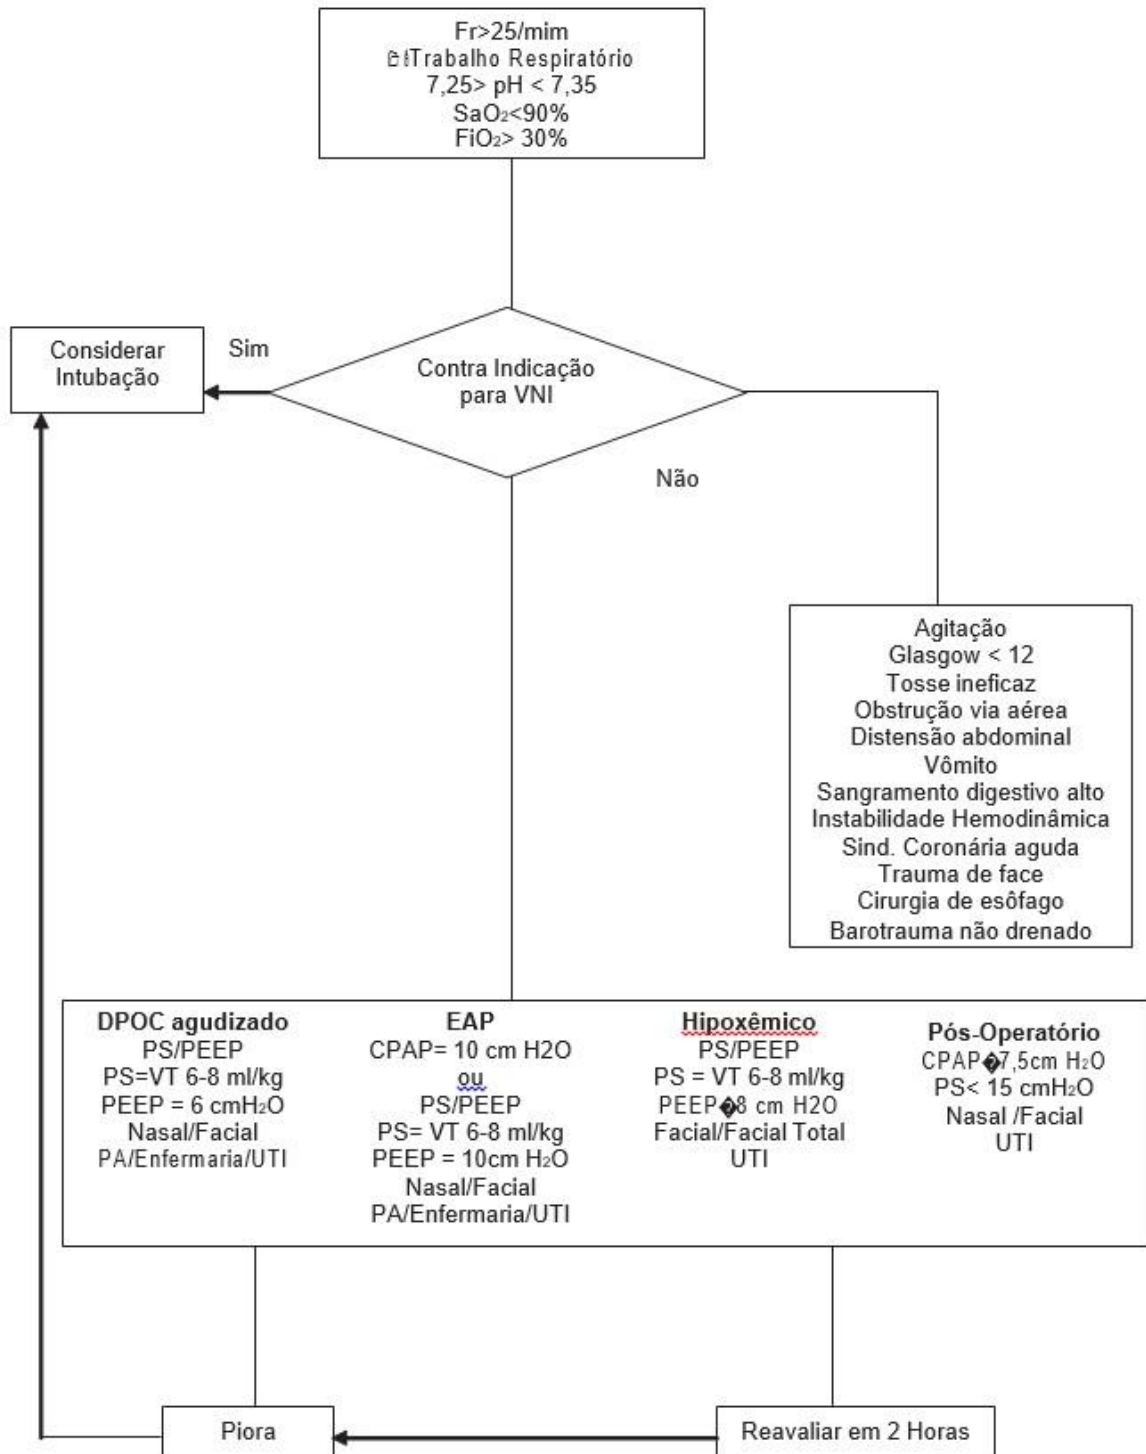 Fr>25/mim
Trabalho Respiratório
7,25> pH < 7,35
SaO₂<90%
FiO₂> 30%
Considerar
Intubação
Sim
Contra Indicação
para VNI
Não
Agitação
Glasgow < 12
Tosse ineficaz
Obstrução via aérea
Distensão abdominal
Vômito
Sangramento digestivo alto
Instabilidade Hemodinâmica
Sind. Coronária aguda
Trauma de face
Cirurgia de esôfago
Barotrauma não drenado
DPOC agudizado
PS/PEEP
PS=VT 6-8 ml/kg
PEEP = 6 cmH₂O
Nasal/Facial
PA/Enfermaria/UTI
EAP
CPAP= 10 cm H2O
ou
PS/PEEP
PS= VT 6-8 ml/kg
PEEP = 10cm H₂O
Nasal/Facial
PA/Enfermaria/UTI
Hipoxêmico
PS/PEEP
PS = VT 6-8 ml/kg
PEEP�8 cm H2O
Facial/Facial Total
UTI
Pós-Operatório
CPAP�7,5cm H₂O
PS< 15 cmH₂O
Nasal /Facial
UTI
Piora
Reavaliar em 2 Horas